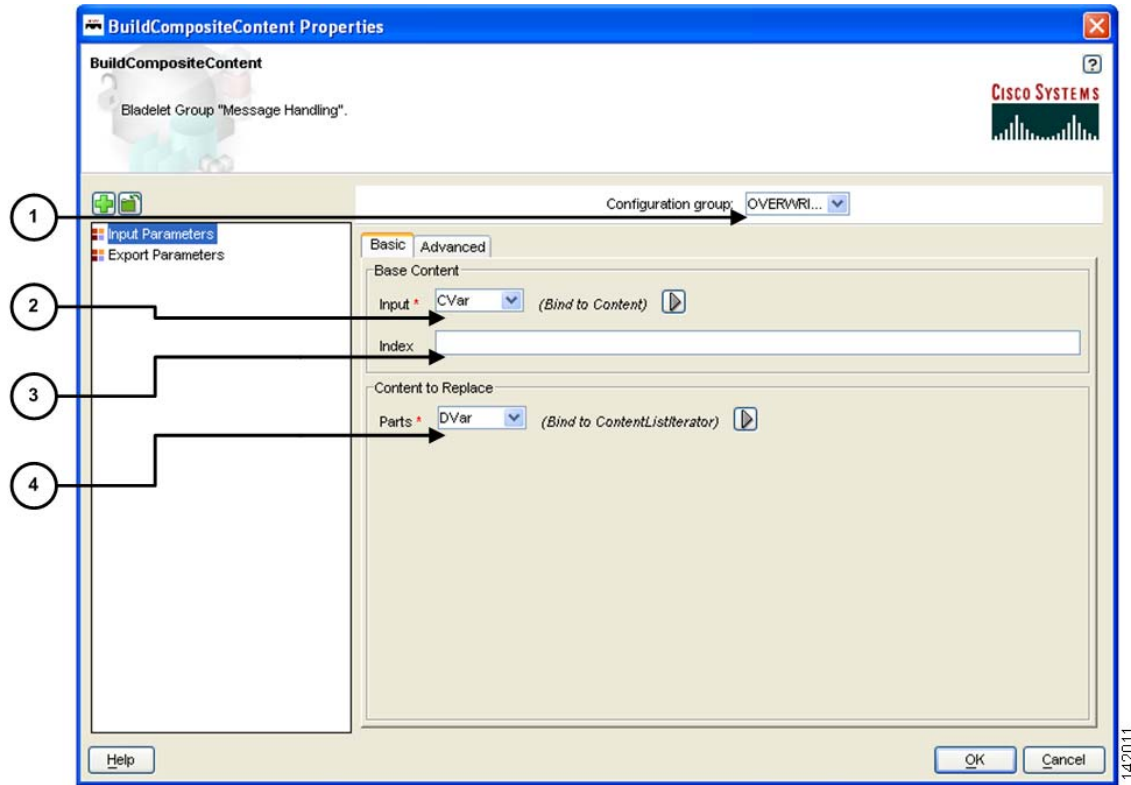 BuildCompositeContent Properties
BuildCompositeContent
?
Bladelet Group "Message Handling".
CISCO SYSTEMS
1
Configuration group: OVERWRI...
Input Parameters
Export Parameters
Basic Advanced
Base Content
2
Input * CVar (Bind to Content)
Index
3
Content to Replace
Parts * DVar (Bind to ContentListIterator)
4
Help
OK Cancel
142011